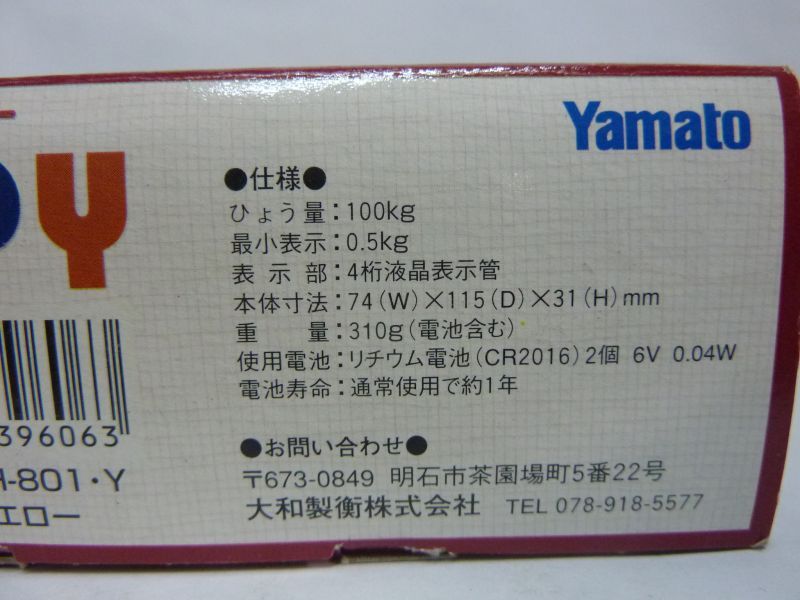 Yamato
Y
●仕様●
ひょう量：100kg
最小表示：0.5kg
表示部：4桁液晶表示管
本体寸法：74(W)×115(D)×31(H)mm
重量：310g(電池含む)
使用電池：リチウム電池(CR2016)2個 6V 0.04W
電池寿命：通常使用で約1年
396063
H-801・Y
エロー
●お問い合わせ●
〒673-0849 明石市茶園場町5番22号
大和製衡株式会社 TEL 078-918-5577